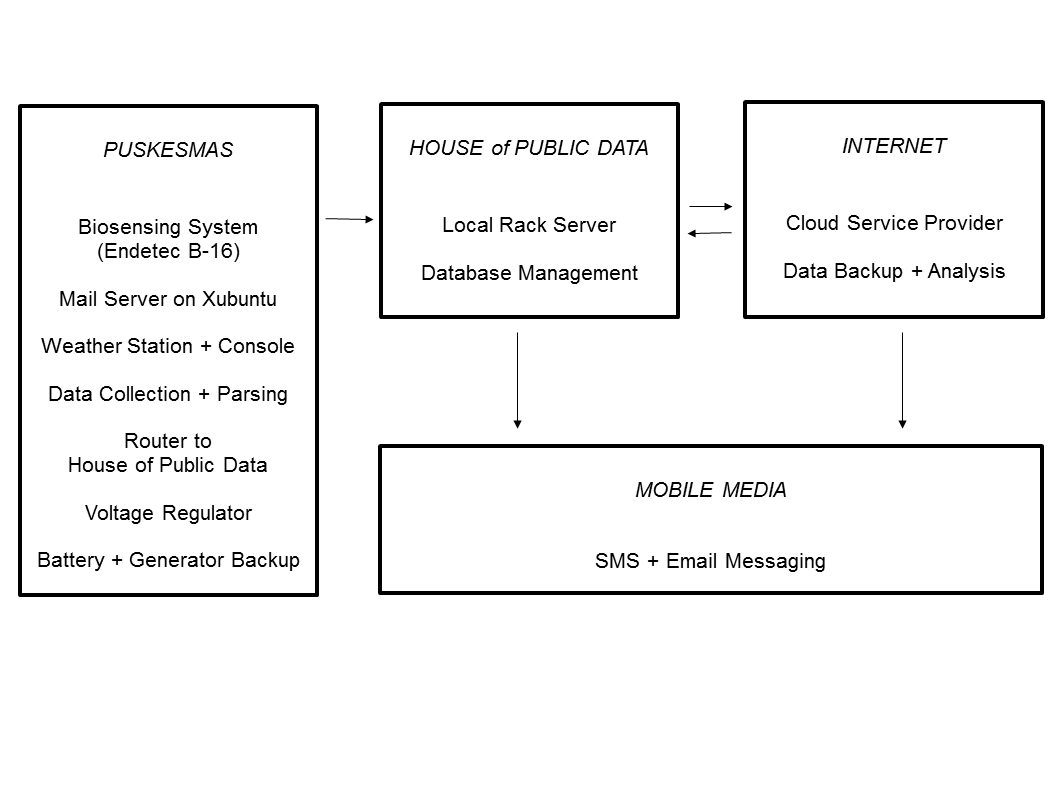 PUSKESMAS
Biosensing System
(Endetec B-16)
Mail Server on Xubuntu
Weather Station + Console
Data Collection + Parsing
Router to
House of Public Data
Voltage Regulator
Battery + Generator Backup
HOUSE of PUBLIC DATA
Local Rack Server
Database Management
INTERNET
Cloud Service Provider
Data Backup + Analysis
MOBILE MEDIA
SMS + Email Messaging